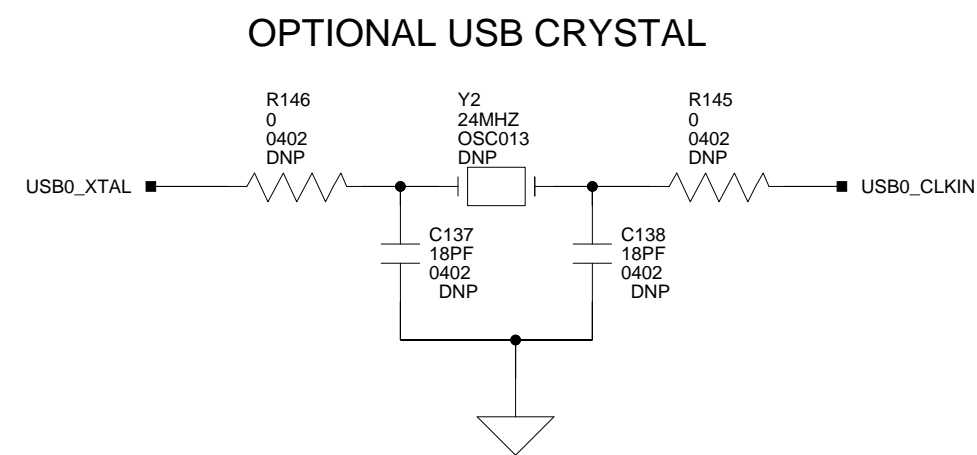 OPTIONAL USB CRYSTAL
R146
0
0402
DNP
Y2
24MHZ
OSC013
DNP
R145
0
0402
DNP
USB0_XTAL
USB0_CLKIN
C137
18PF
0402
DNP
C138
18PF
0402
DNP